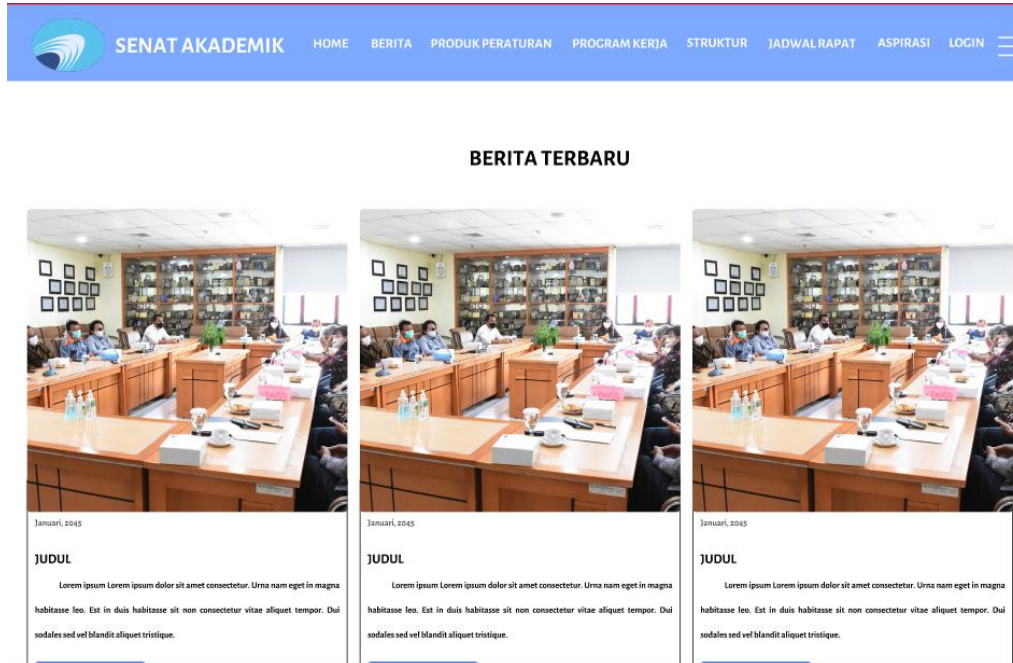 SENAT AKADEMIK HOME BERITA PRODUK PERATURAN PROGRAM KERJA STRUKTUR JADWAL RAPAT ASPIRASI LOGIN
BERITA TERBARU
Januari, 2045
JUDUL
Lorem ipsum Lorem ipsum dolor sit amet consectetur. Urna nam eget in magna
habitasse leo. Est in duis habitasse sit non consectetur vitae aliquet tempor. Dui
sodales sed vel blandit aliquet tristique.
Januari, 2045
JUDUL
Lorem ipsum Lorem ipsum dolor sit amet consectetur. Urna nam eget in magna
habitasse leo. Est in duis habitasse sit non consectetur vitae aliquet tempor. Dui
sodales sed vel blandit aliquet tristique.
Januari, 2045
JUDUL
Lorem ipsum Lorem ipsum dolor sit amet consectetur. Urna nam eget in magna
habitasse leo. Est in duis habitasse sit non consectetur vitae aliquet tempor. Dui
sodales sed vel blandit aliquet tristique.